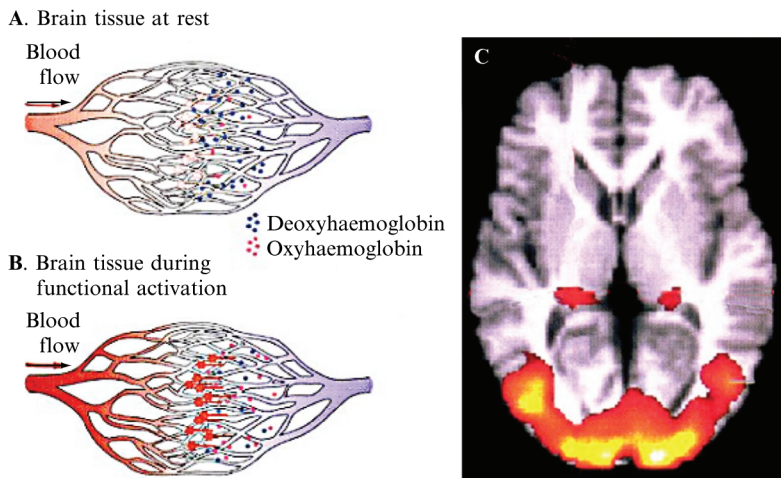 A. Brain tissue at rest
Blood
flow
Deoxyhaemoglobin
Oxyhaemoglobin
B. Brain tissue during
functional activation
Blood
flow
C